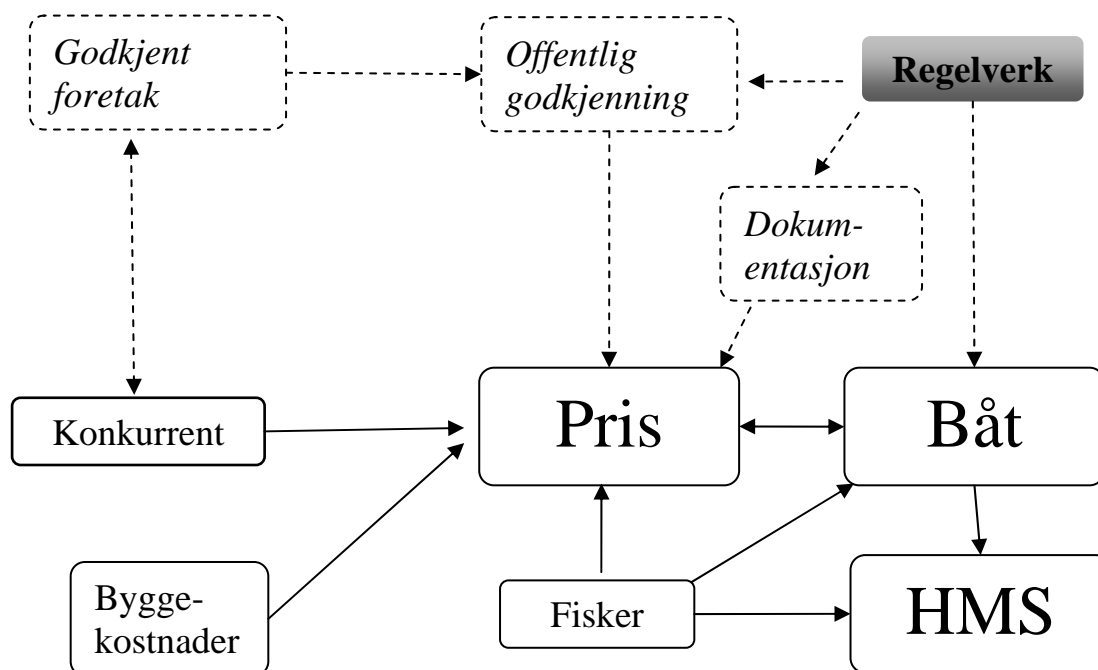 Godkjent
foretak
Offentlig
godkjenning
Regelverk
Dokum-
entasjon
Konkurrent
Pris
Båt
Bygge-
kostnader
Fisker
HMS